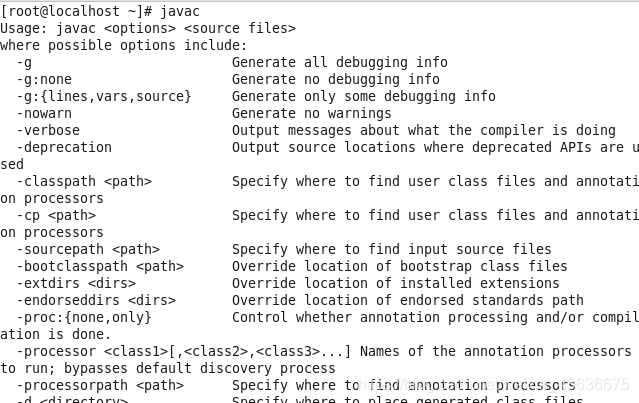 [root@localhost ~]# javac
Usage: javac <options> <source files>
where possible options include:
  -g                         Generate all debugging info
  -g:none                    Generate no debugging info
  -g:{lines,vars,source}     Generate only some debugging info
  -nowarn                    Generate no warnings
  -verbose                   Output messages about what the compiler is doing
  -deprecation               Output source locations where deprecated APIs are u
sed
  -classpath <path>          Specify where to find user class files and annotati
on processors
  -cp <path>                 Specify where to find user class files and annotati
on processors
  -sourcepath <path>         Specify where to find input source files
  -bootclasspath <path>      Override location of bootstrap class files
  -extdirs <dirs>            Override location of installed extensions
  -endorseddirs <dirs>       Override location of endorsed standards path
  -proc:{none,only}          Control whether annotation processing and/or compil
ation is done.
  -processor <class1>[,<class2>,<class3>...] Names of the annotation processors
to run; bypasses default discovery process
  -processorpath <path>      Specify where to find annotation processors
  -d <directory>             Specify where to place generated class files